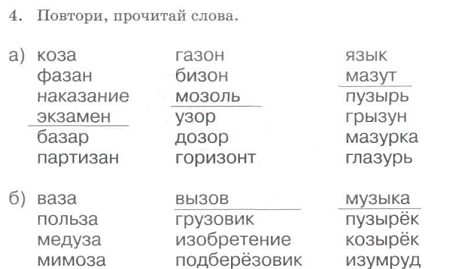 4. Повтори, прочитай слова.
а) коза газон язык
фазан бизон мазут
наказание мозоль пузырь
экзамен узор грызун
базар дозор мазурка
партизан горизонт глазурь
б) ваза вызов музыка
польза грузовик пузырёк
медуза изобретение козырёк
мимоза подберёзовик изумруд